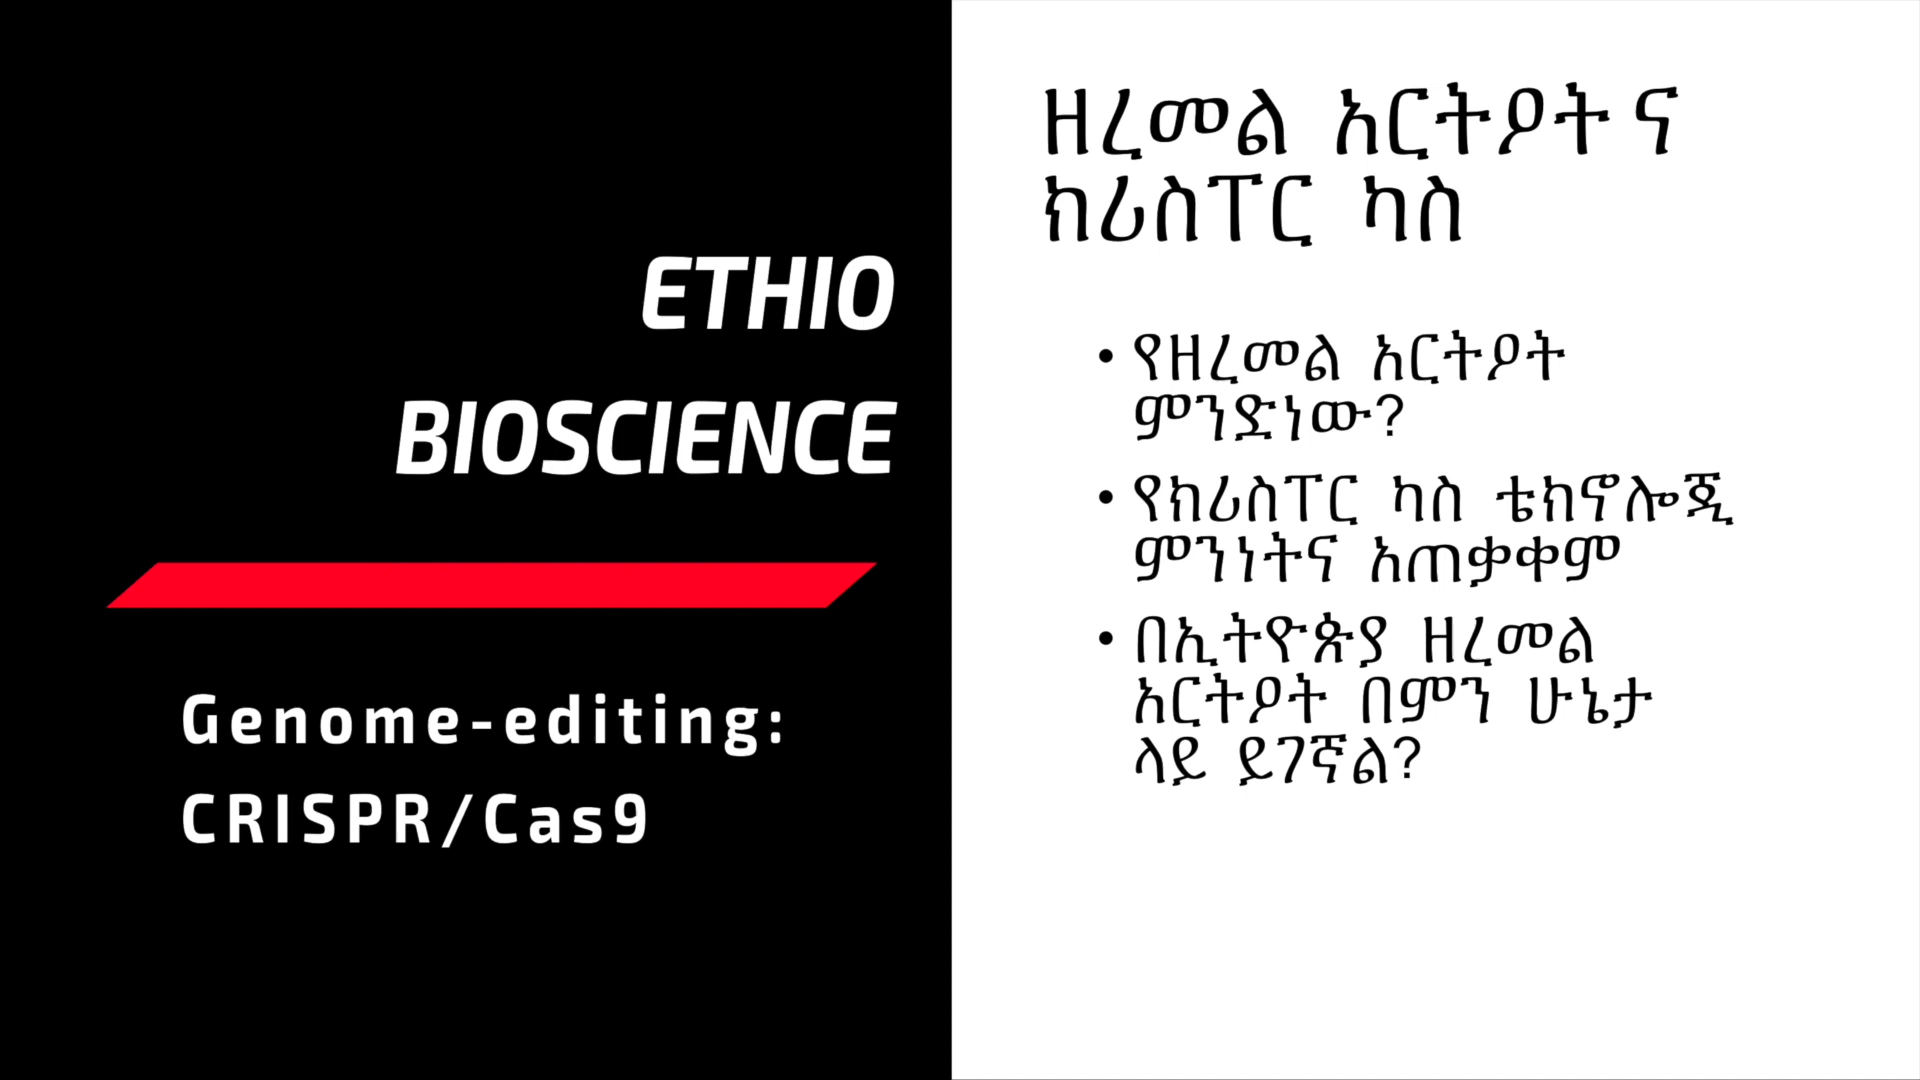 ETHIO
BIOSCIENCE
Genome-editing:
CRISPR/Cas9
ዘረመል አርትዖት ና
ክሪስፐር ካስ
• የዘረመል አርትዖት
ምንድነው?
• የክሪስፐር ካስ ቴክኖሎጂ
ምንነትና አጠቃቀም
• በኢትዮጵያ ዘረመል
አርትዖት በምን ሁኔታ
ላይ ይገኛል?